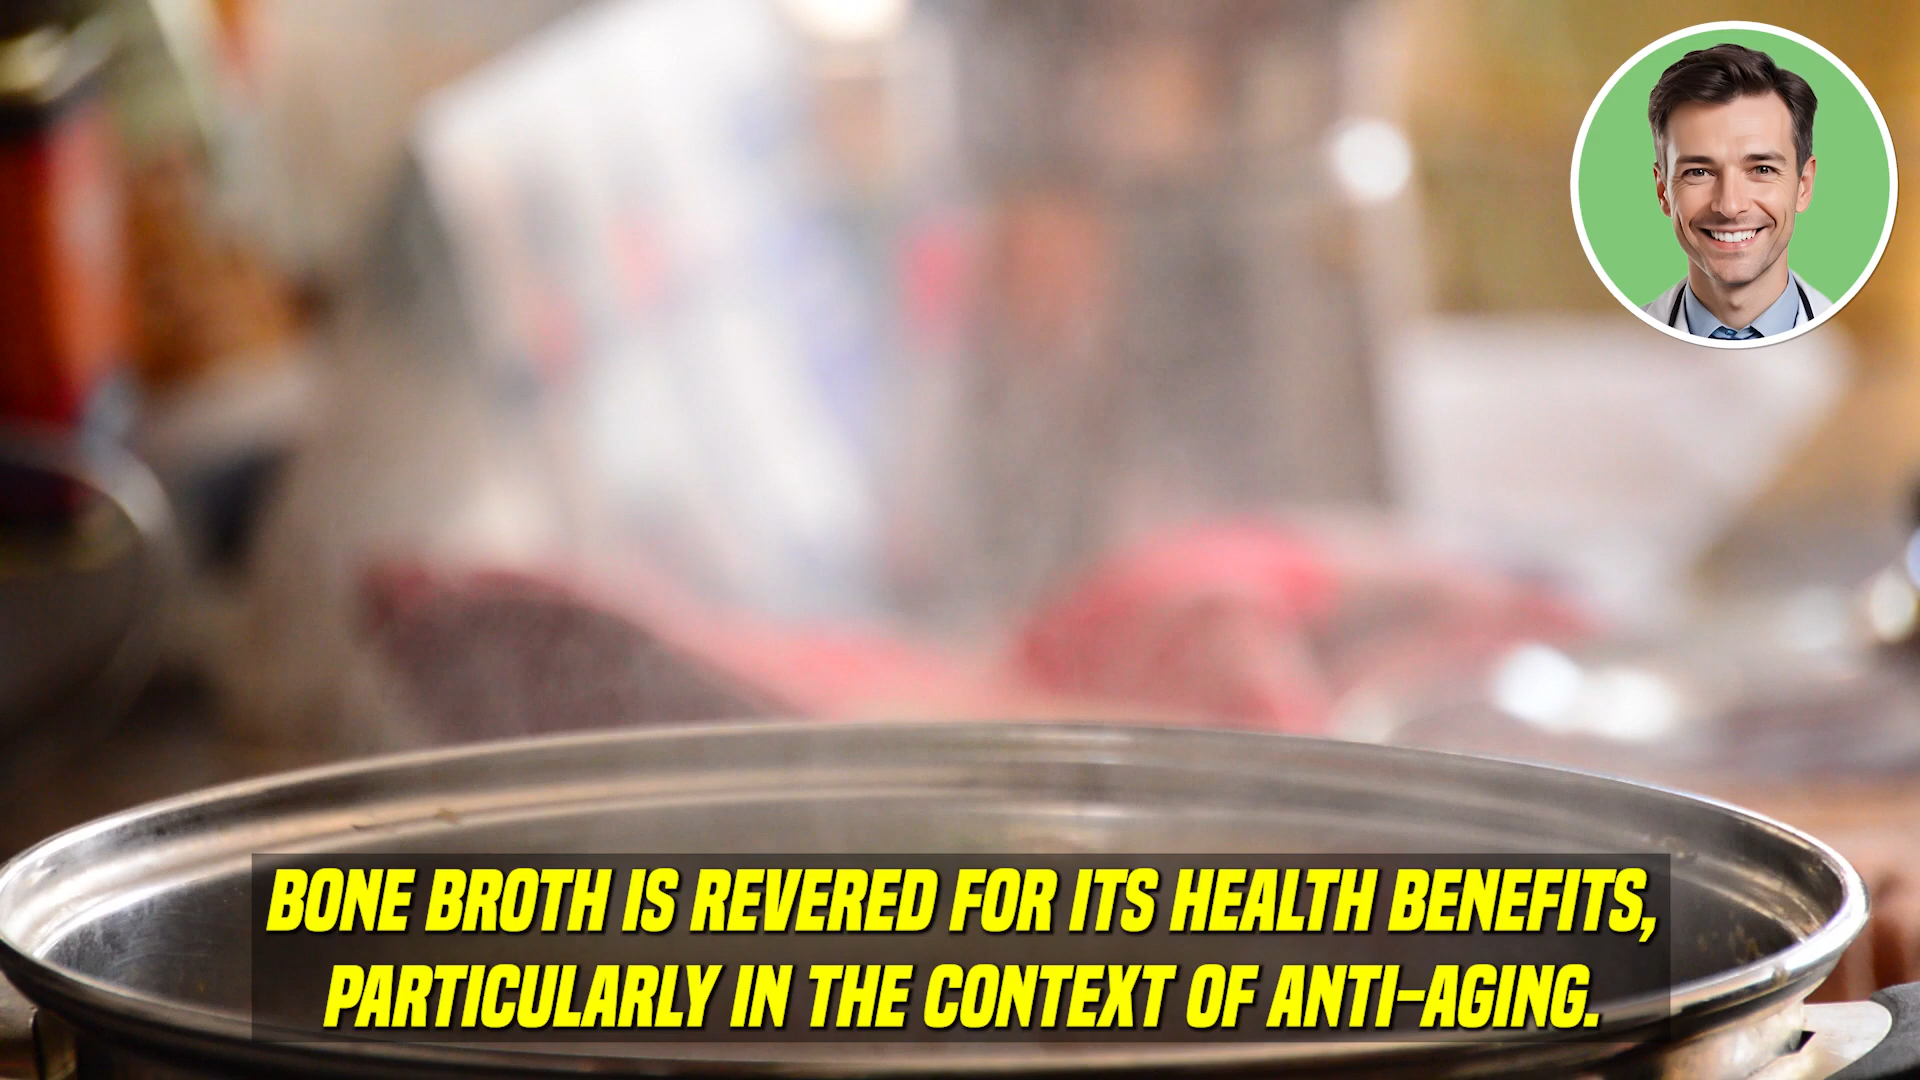 BONE BROTH IS REVERED FOR ITS HEALTH BENEFITS,
PARTICULARLY IN THE CONTEXT OF ANTI-AGING.